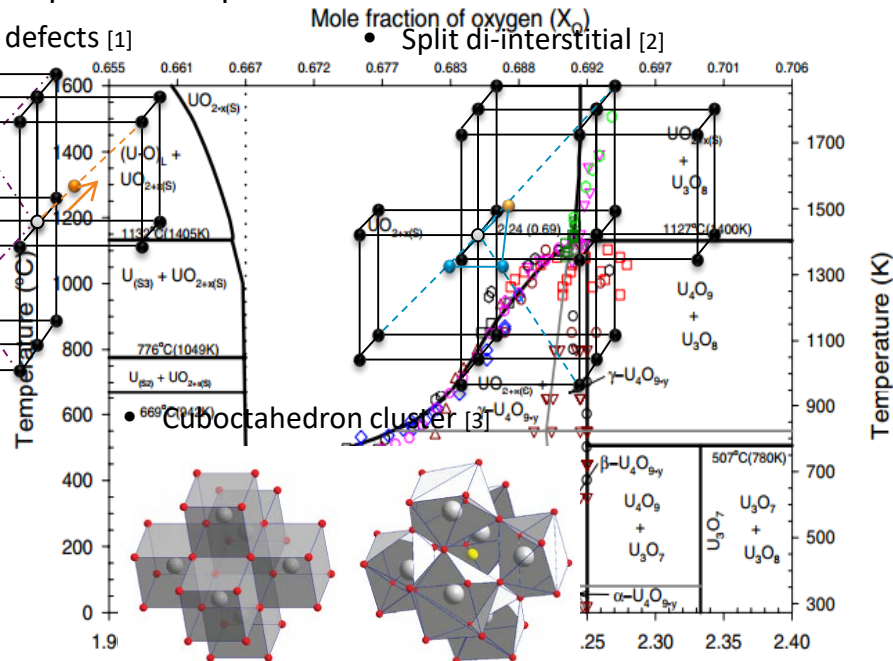 defects [1]
Mole fraction of oxygen (X_O)
• Split di-interstitial [2]
0.655 0.661 0.667 0.672 0.677 0.683 0.688 0.692 0.697 0.701 0.706
1600
1400
1200
1000
800
600
400
200
0
Temperature (°C)
1700
1500
1300
1100
900
700
500
300
Temperature (K)
UO2-x(S)
(U-O)L +
UO2+x(S)
1132°C(1405K)
U(S3) + UO2+x(S)
776°C(1049K)
U(S2) + UO2+x(S)
669°C(942K)
UO2+x(S)
2.24 (0.69)
UO2+x(S)
+
U3O8
1127°C(1400K)
U4O9
+
U3O8
UO2+x(C) +
γ-U4O9-y
γ-U4O9-y
• Cuboctahedron cluster [3]
507°C(780K)
β-U4O9-y
U4O9
+
U3O7
U3O7
U3O7
+
U3O8
α-U4O9-y
1.9 .25 2.30 2.35 2.40